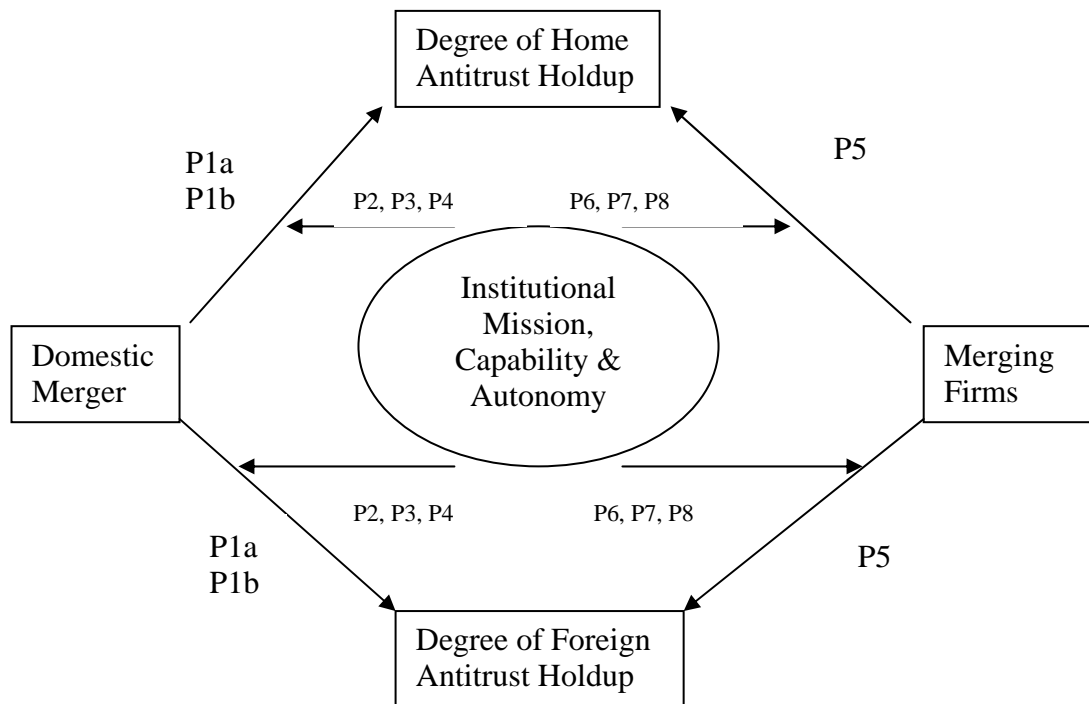 Degree of Home
Antitrust Holdup
P1a
P1b
P5
P2, P3, P4
P6, P7, P8
Institutional
Mission,
Capability &
Autonomy
Domestic
Merger
Merging
Firms
P2, P3, P4
P6, P7, P8
P1a
P1b
P5
Degree of Foreign
Antitrust Holdup